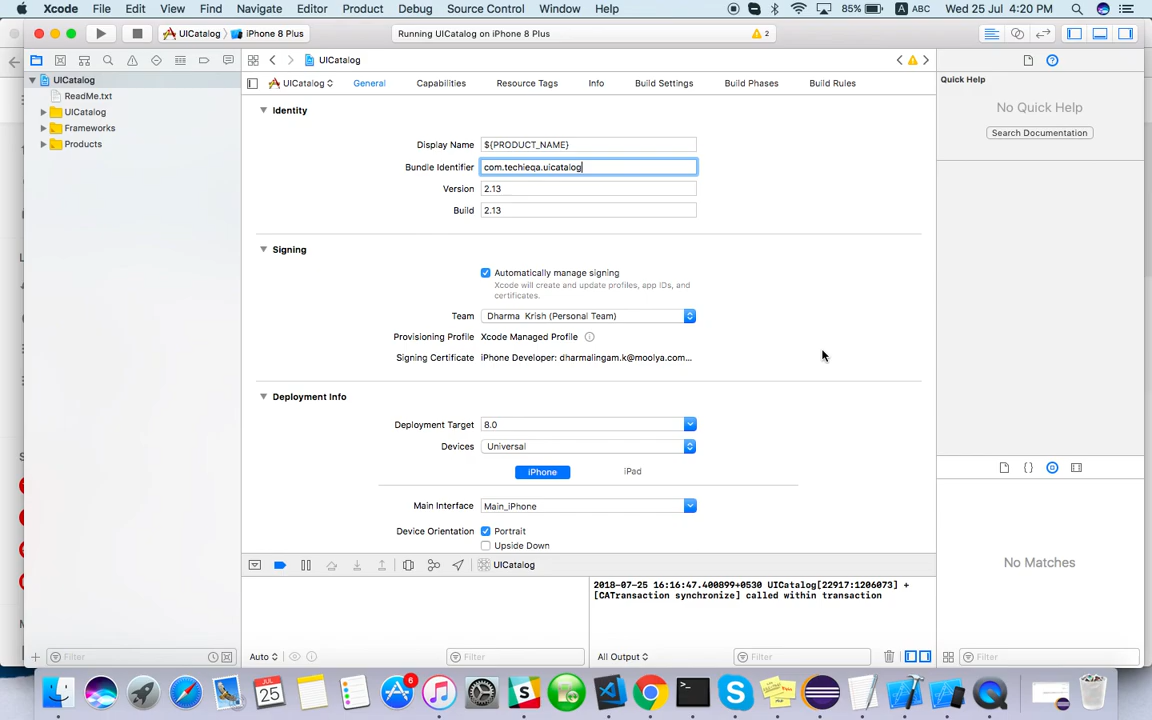 Xcode File Edit View Find Navigate Editor Product Debug Source Control Window Help 85% A ABC Wed 25 Jul 4:20 PM
UICatalog iPhone 8 Plus Running UICatalog on iPhone 8 Plus 2
UICatalog
UICatalog
ReadMe.txt
UICatalog
Frameworks
Products
UICatalog General Capabilities Resource Tags Info Build Settings Build Phases Build Rules
Identity
Display Name ${PRODUCT_NAME}
Bundle Identifier com.techieqa.uicatalog
Version 2.13
Build 2.13
Signing
Automatically manage signing
Xcode will create and update profiles, app IDs, and
certificates.
Team Dharma Krish (Personal Team)
Provisioning Profile Xcode Managed Profile
Signing Certificate iPhone Developer: dharmalingam.k@moolya.com...
Deployment Info
Deployment Target 8.0
Devices Universal
iPhone iPad
Main Interface Main_iPhone
Device Orientation Portrait
Upside Down
UICatalog
2018-07-25 16:16:47.400899+0530 UICatalog[22917:1206073] +
[CATransaction synchronize] called within transaction
Filter Auto Filter All Output Filter
Quick Help
No Quick Help
Search Documentation
{}
No Matches
Filter
6
25